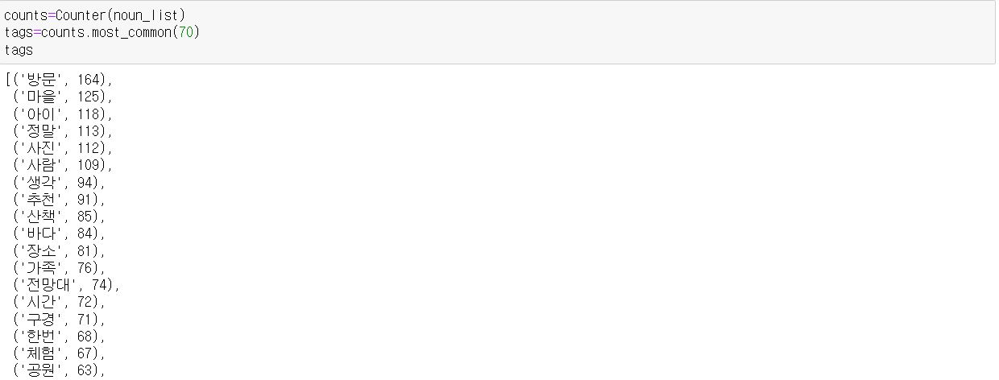 counts=Counter(noun_list)
tags=counts.most_common(70)
tags
[('방문', 164),
('마을', 125),
('아이', 118),
('정말', 113),
('사진', 112),
('사람', 109),
('생각', 94),
('추천', 91),
('산책', 85),
('바다', 84),
('장소', 81),
('가족', 76),
('전망대', 74),
('시간', 72),
('구경', 71),
('한번', 68),
('체험', 67),
('공원', 63),